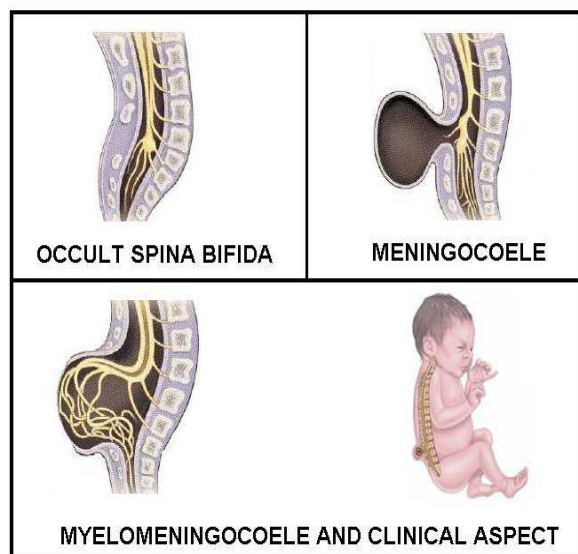 OCCULT SPINA BIFIDA
MENINGOCOELE
MYELOMENINGOCOELE AND CLINICAL ASPECT